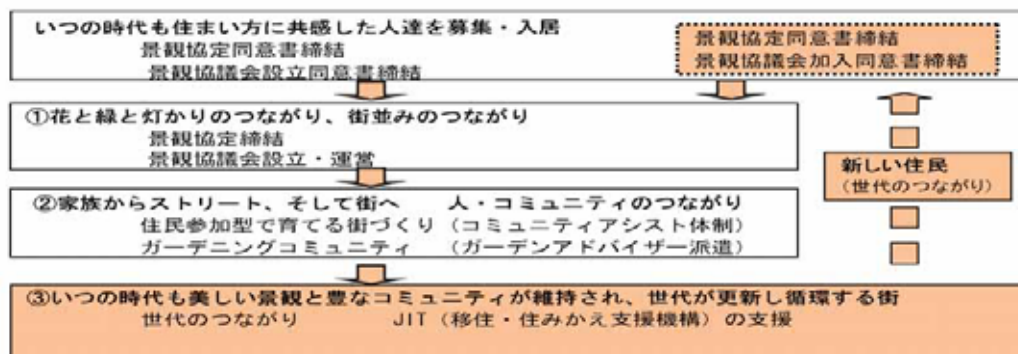 いつの時代も住まい方に共感した人達を募集・入居
景観協定同意書締結
景観協議会設立同意書締結
景観協定同意書締結
景観協議会加入同意書締結
①花と緑と灯かりのつながり、街並みのつながり
景観協定締結
景観協議会設立・運営
新しい住民
(世代のつながり)
②家族からストリート、そして街へ 人・コミュニティのつながり
住民参加型で育てる街づくり(コミュニティアシスト体制)
ガーデニングコミュニティ (ガーデンアドバイザー派遣)
③いつの時代も美しい景観と豊なコミュニティが維持され、世代が更新し循環する街
世代のつながり JIT(移住・住みかえ支援機構)の支援